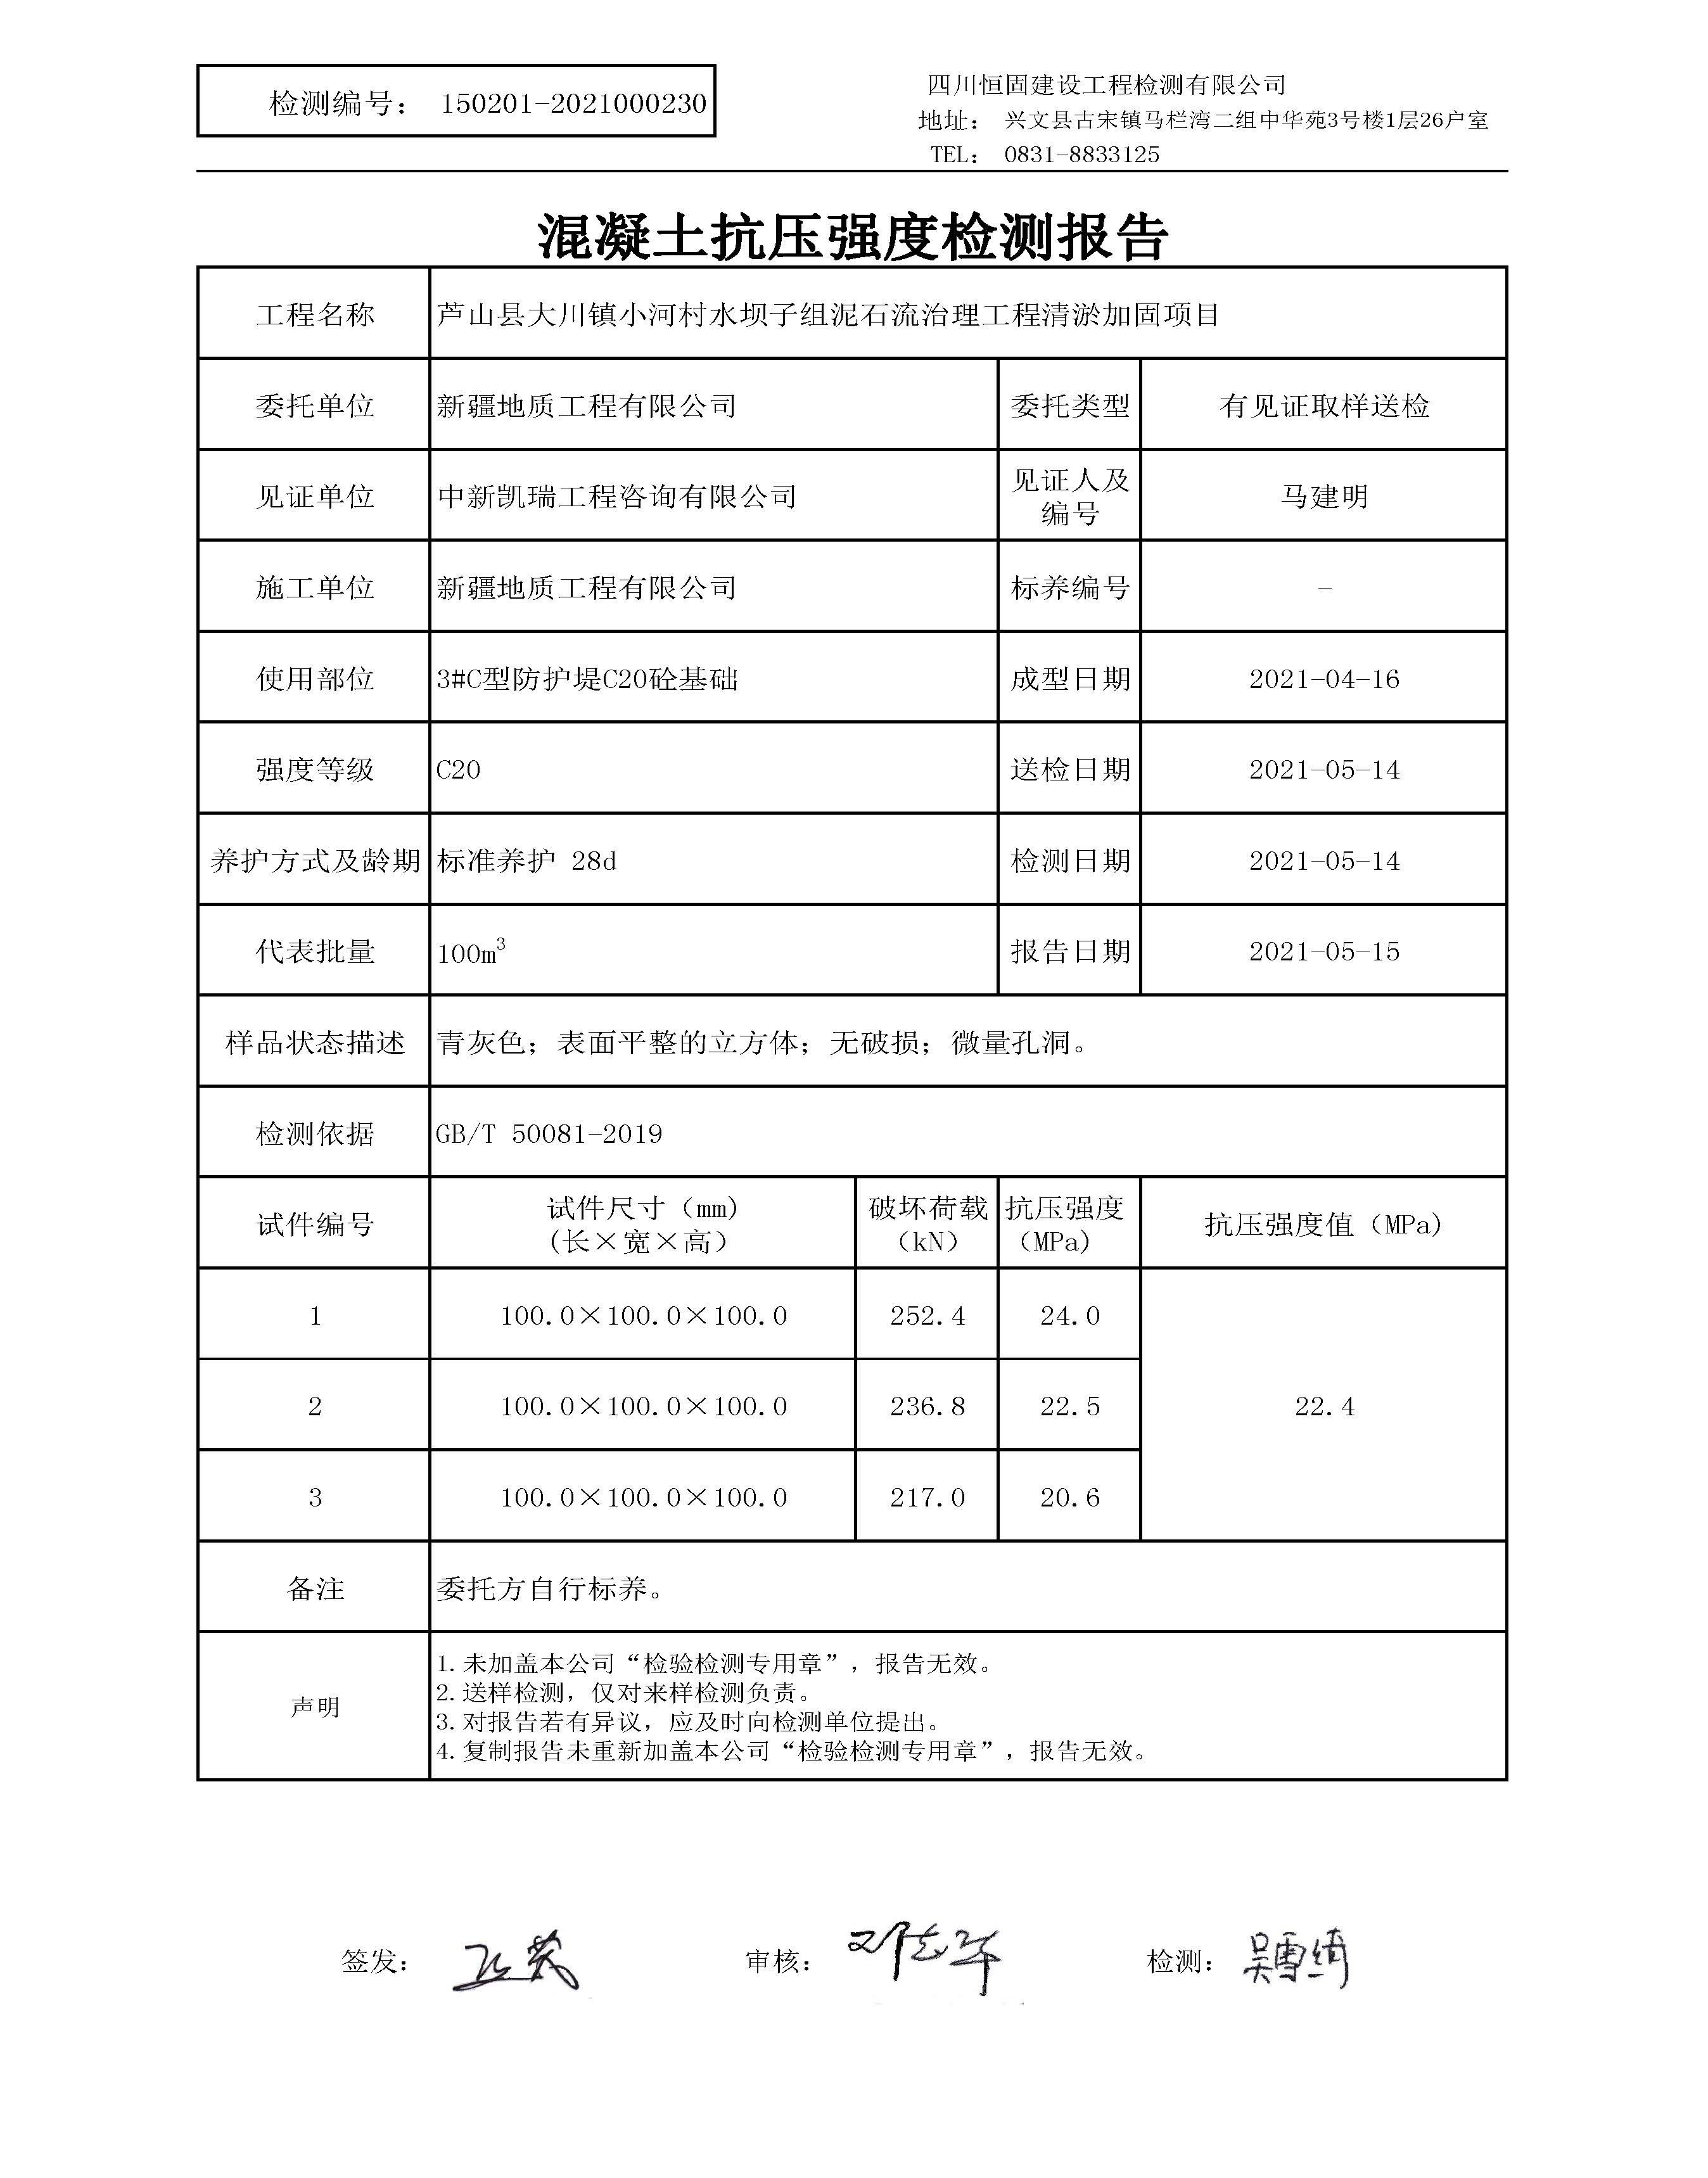 检测编号： 150201-2021000230
四川恒固建设工程检测有限公司
地址： 兴文县古宋镇马栏湾二组中华苑3号楼1层26户室
TEL： 0831-8833125
混凝土抗压强度检测报告
工程名称 芦山县大川镇小河村水坝子组泥石流治理工程清淤加固项目
委托单位 新疆地质工程有限公司 委托类型 有见证取样送检
见证单位 中新凯瑞工程咨询有限公司 见证人及编号 马建明
施工单位 新疆地质工程有限公司 标养编号 -
使用部位 3#C型防护堤C20砼基础 成型日期 2021-04-16
强度等级 C20 送检日期 2021-05-14
养护方式及龄期 标准养护 28d 检测日期 2021-05-14
代表批量 100m³ 报告日期 2021-05-15
样品状态描述 青灰色；表面平整的立方体；无破损；微量孔洞。
检测依据 GB/T 50081-2019
试件编号 试件尺寸（mm) (长×宽×高） 破坏荷载（kN） 抗压强度（MPa) 抗压强度值（MPa)
1 100.0×100.0×100.0 252.4 24.0
2 100.0×100.0×100.0 236.8 22.5 22.4
3 100.0×100.0×100.0 217.0 20.6
备注 委托方自行标养。
声明
1.未加盖本公司“检验检测专用章”，报告无效。
2.送样检测，仅对来样检测负责。
3.对报告若有异议，应及时向检测单位提出。
4.复制报告未重新加盖本公司“检验检测专用章”，报告无效。
签发： 审核： 检测： 吴雪绮